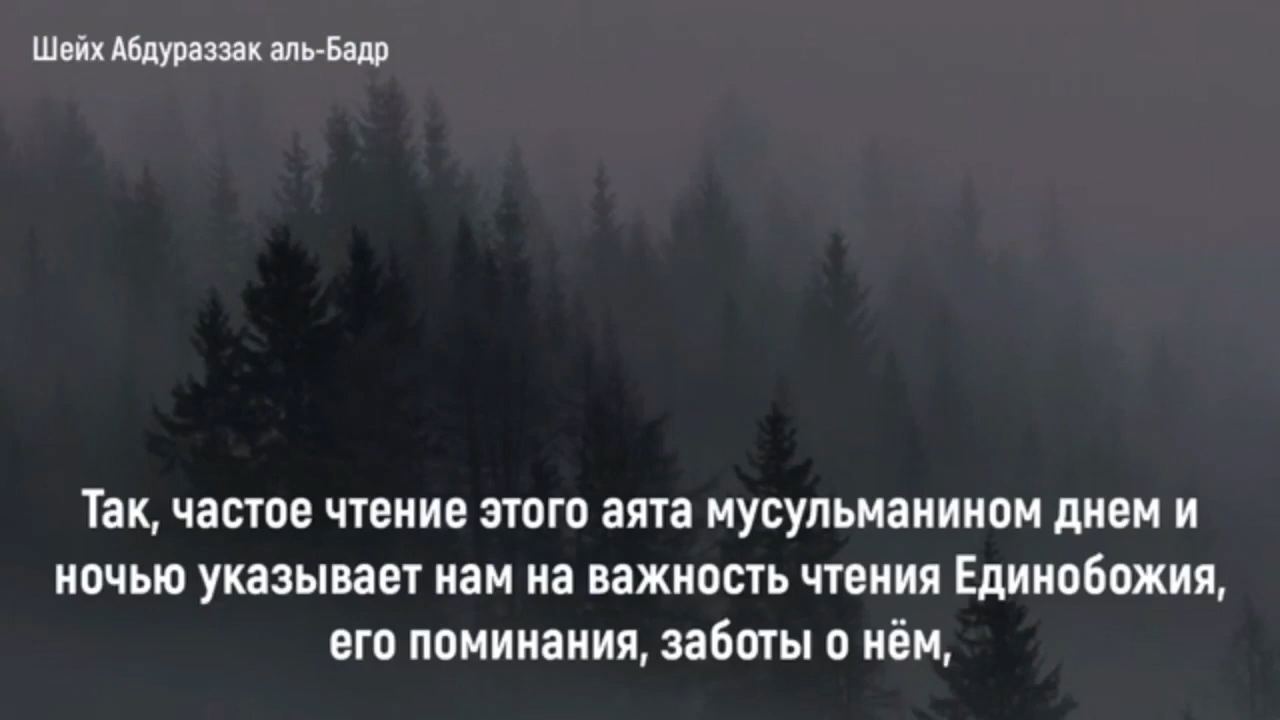 Шейх Абдураззак аль-Бадр
Так, частое чтение этого аята мусульманином днем и
ночью указывает нам на важность чтения Единобожия,
его поминания, заботы о нём,